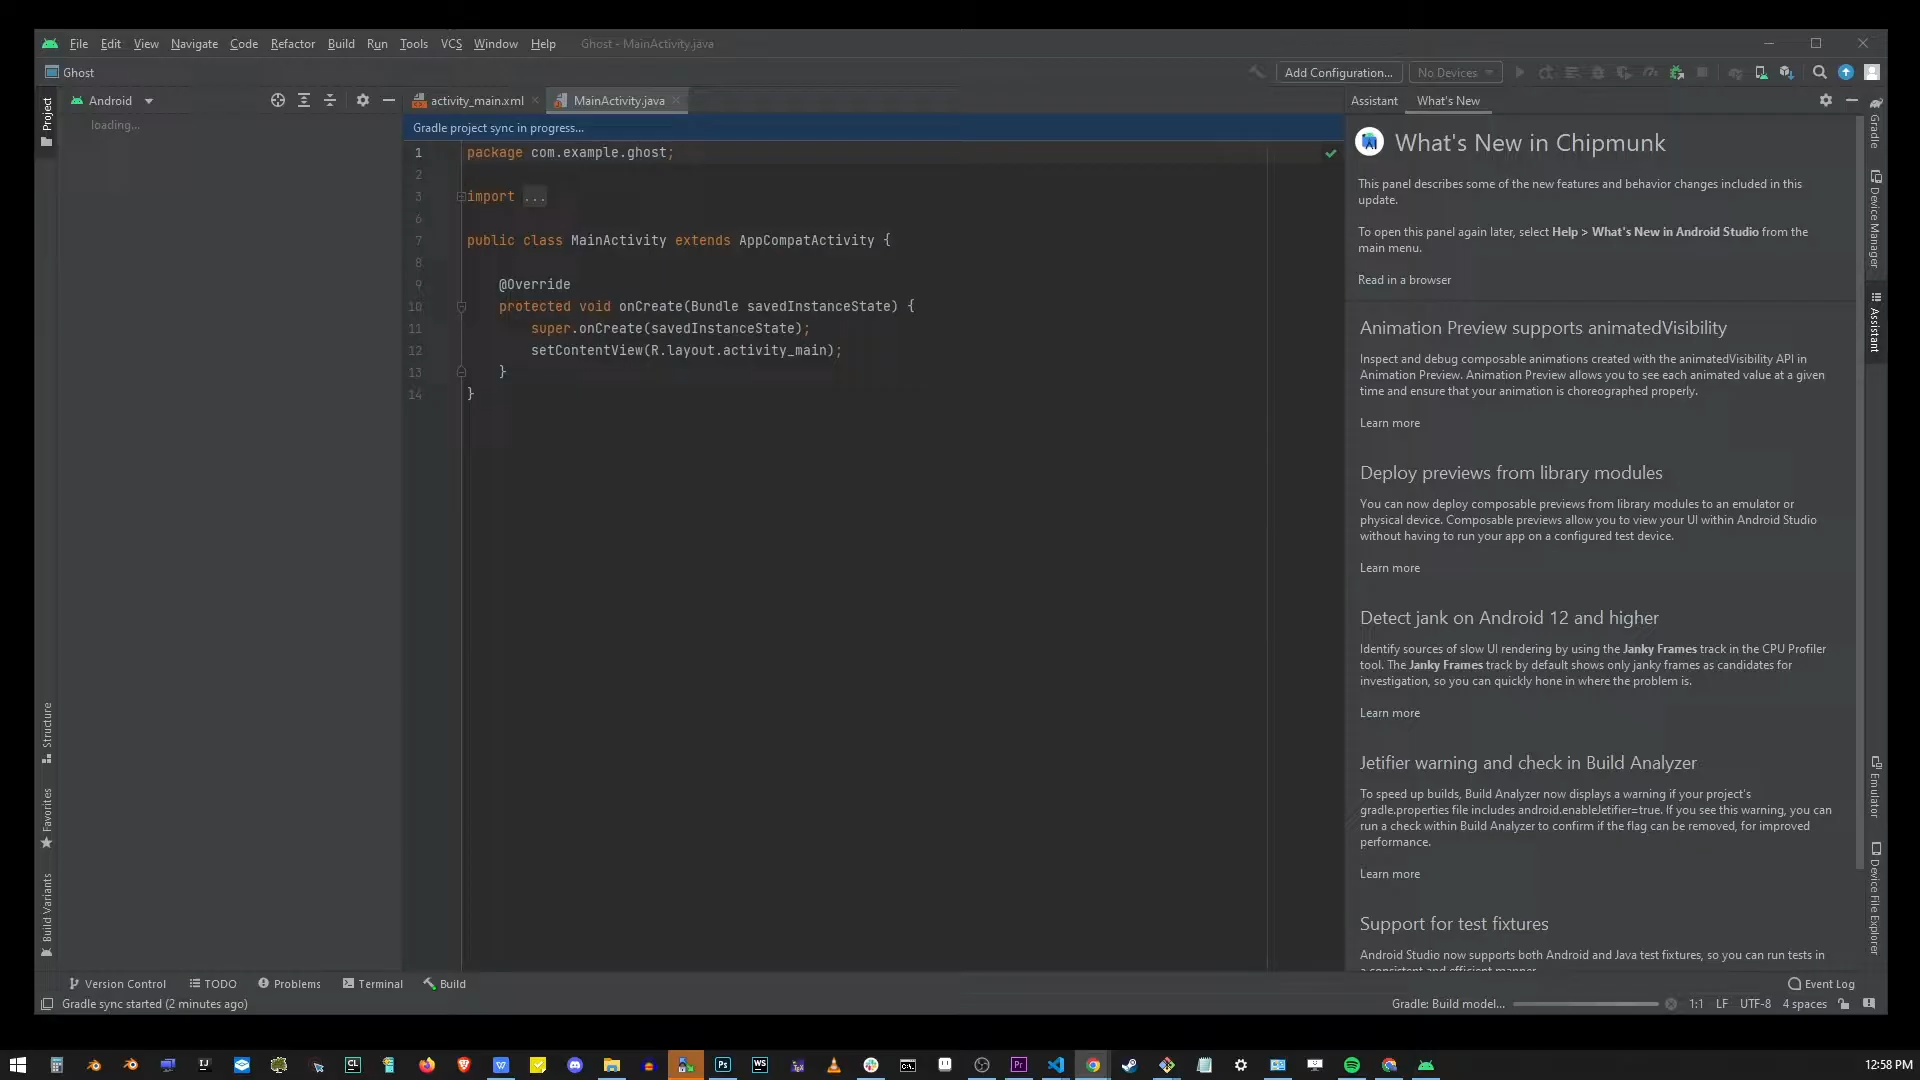 File Edit View Navigate Code Refactor Build Run Tools VCS Window Help Ghost - MainActivity.java
Ghost
Add Configuration... No Devices
Project
Android
loading...
activity_main.xml MainActivity.java
Gradle project sync in progress...
1 package com.example.ghost;
2
3 import ...
6
7 public class MainActivity extends AppCompatActivity {
8
9 @Override
10 protected void onCreate(Bundle savedInstanceState) {
11 super.onCreate(savedInstanceState);
12 setContentView(R.layout.activity_main);
13 }
14 }
Assistant What's New
What's New in Chipmunk
This panel describes some of the new features and behavior changes included in this
update.
To open this panel again later, select Help > What's New in Android Studio from the
main menu.
Read in a browser
Animation Preview supports animatedVisibility
Inspect and debug composable animations created with the animatedVisibility API in
Animation Preview. Animation Preview allows you to see each animated value at a given
time and ensure that your animation is choreographed properly.
Learn more
Deploy previews from library modules
You can now deploy composable previews from library modules to an emulator or
physical device. Composable previews allow you to view your UI within Android Studio
without having to run your app on a configured test device.
Learn more
Detect jank on Android 12 and higher
Identify sources of slow UI rendering by using the Janky Frames track in the CPU Profiler
tool. The Janky Frames track by default shows only janky frames as candidates for
investigation, so you can quickly hone in where the problem is.
Learn more
Jetifier warning and check in Build Analyzer
To speed up builds, Build Analyzer now displays a warning if your project's
gradle.properties file includes android.enableJetifier=true. If you see this warning, you can
run a check within Build Analyzer to confirm if the flag can be removed, for improved
performance.
Learn more
Support for test fixtures
Android Studio now supports both Android and Java test fixtures, so you can run tests in
a consistent and efficient manner
Gradle
Device Manager
Assistant
Emulator
Device File Explorer
Structure
Favorites
Build Variants
Version Control TODO Problems Terminal Build Event Log
Gradle sync started (2 minutes ago) Gradle: Build model... 1:1 LF UTF-8 4 spaces
12:58 PM